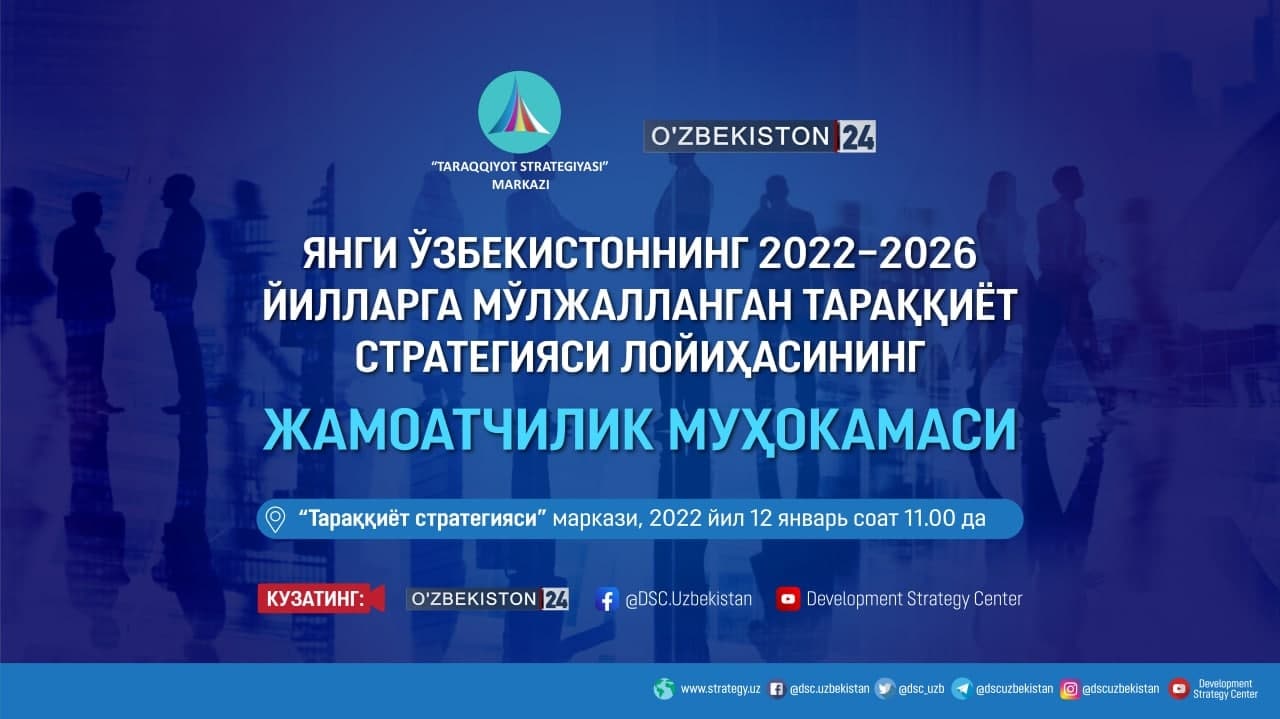 “TARAQQIYOT STRATEGIYASI”
MARKAZI
O'ZBEKISTON 24
ЯНГИ ЎЗБЕКИСТОННИНГ 2022–2026
ЙИЛЛАРГА МЎЛЖАЛЛАНГАН ТАРАҚҚИЁТ
СТРАТЕГИЯСИ ЛОЙИҲАСИНИНГ
ЖАМОАТЧИЛИК МУҲОКАМАСИ
“Тараққиёт стратегияси” маркази, 2022 йил 12 январь соат 11.00 да
КУЗАТИНГ: O'ZBEKISTON 24 @DSC.Uzbekistan Development Strategy Center
www.strategy.uz @dsc.uzbekistan @dsc_uzb @dscuzbekistan @dscuzbekistan Development
Strategy Center